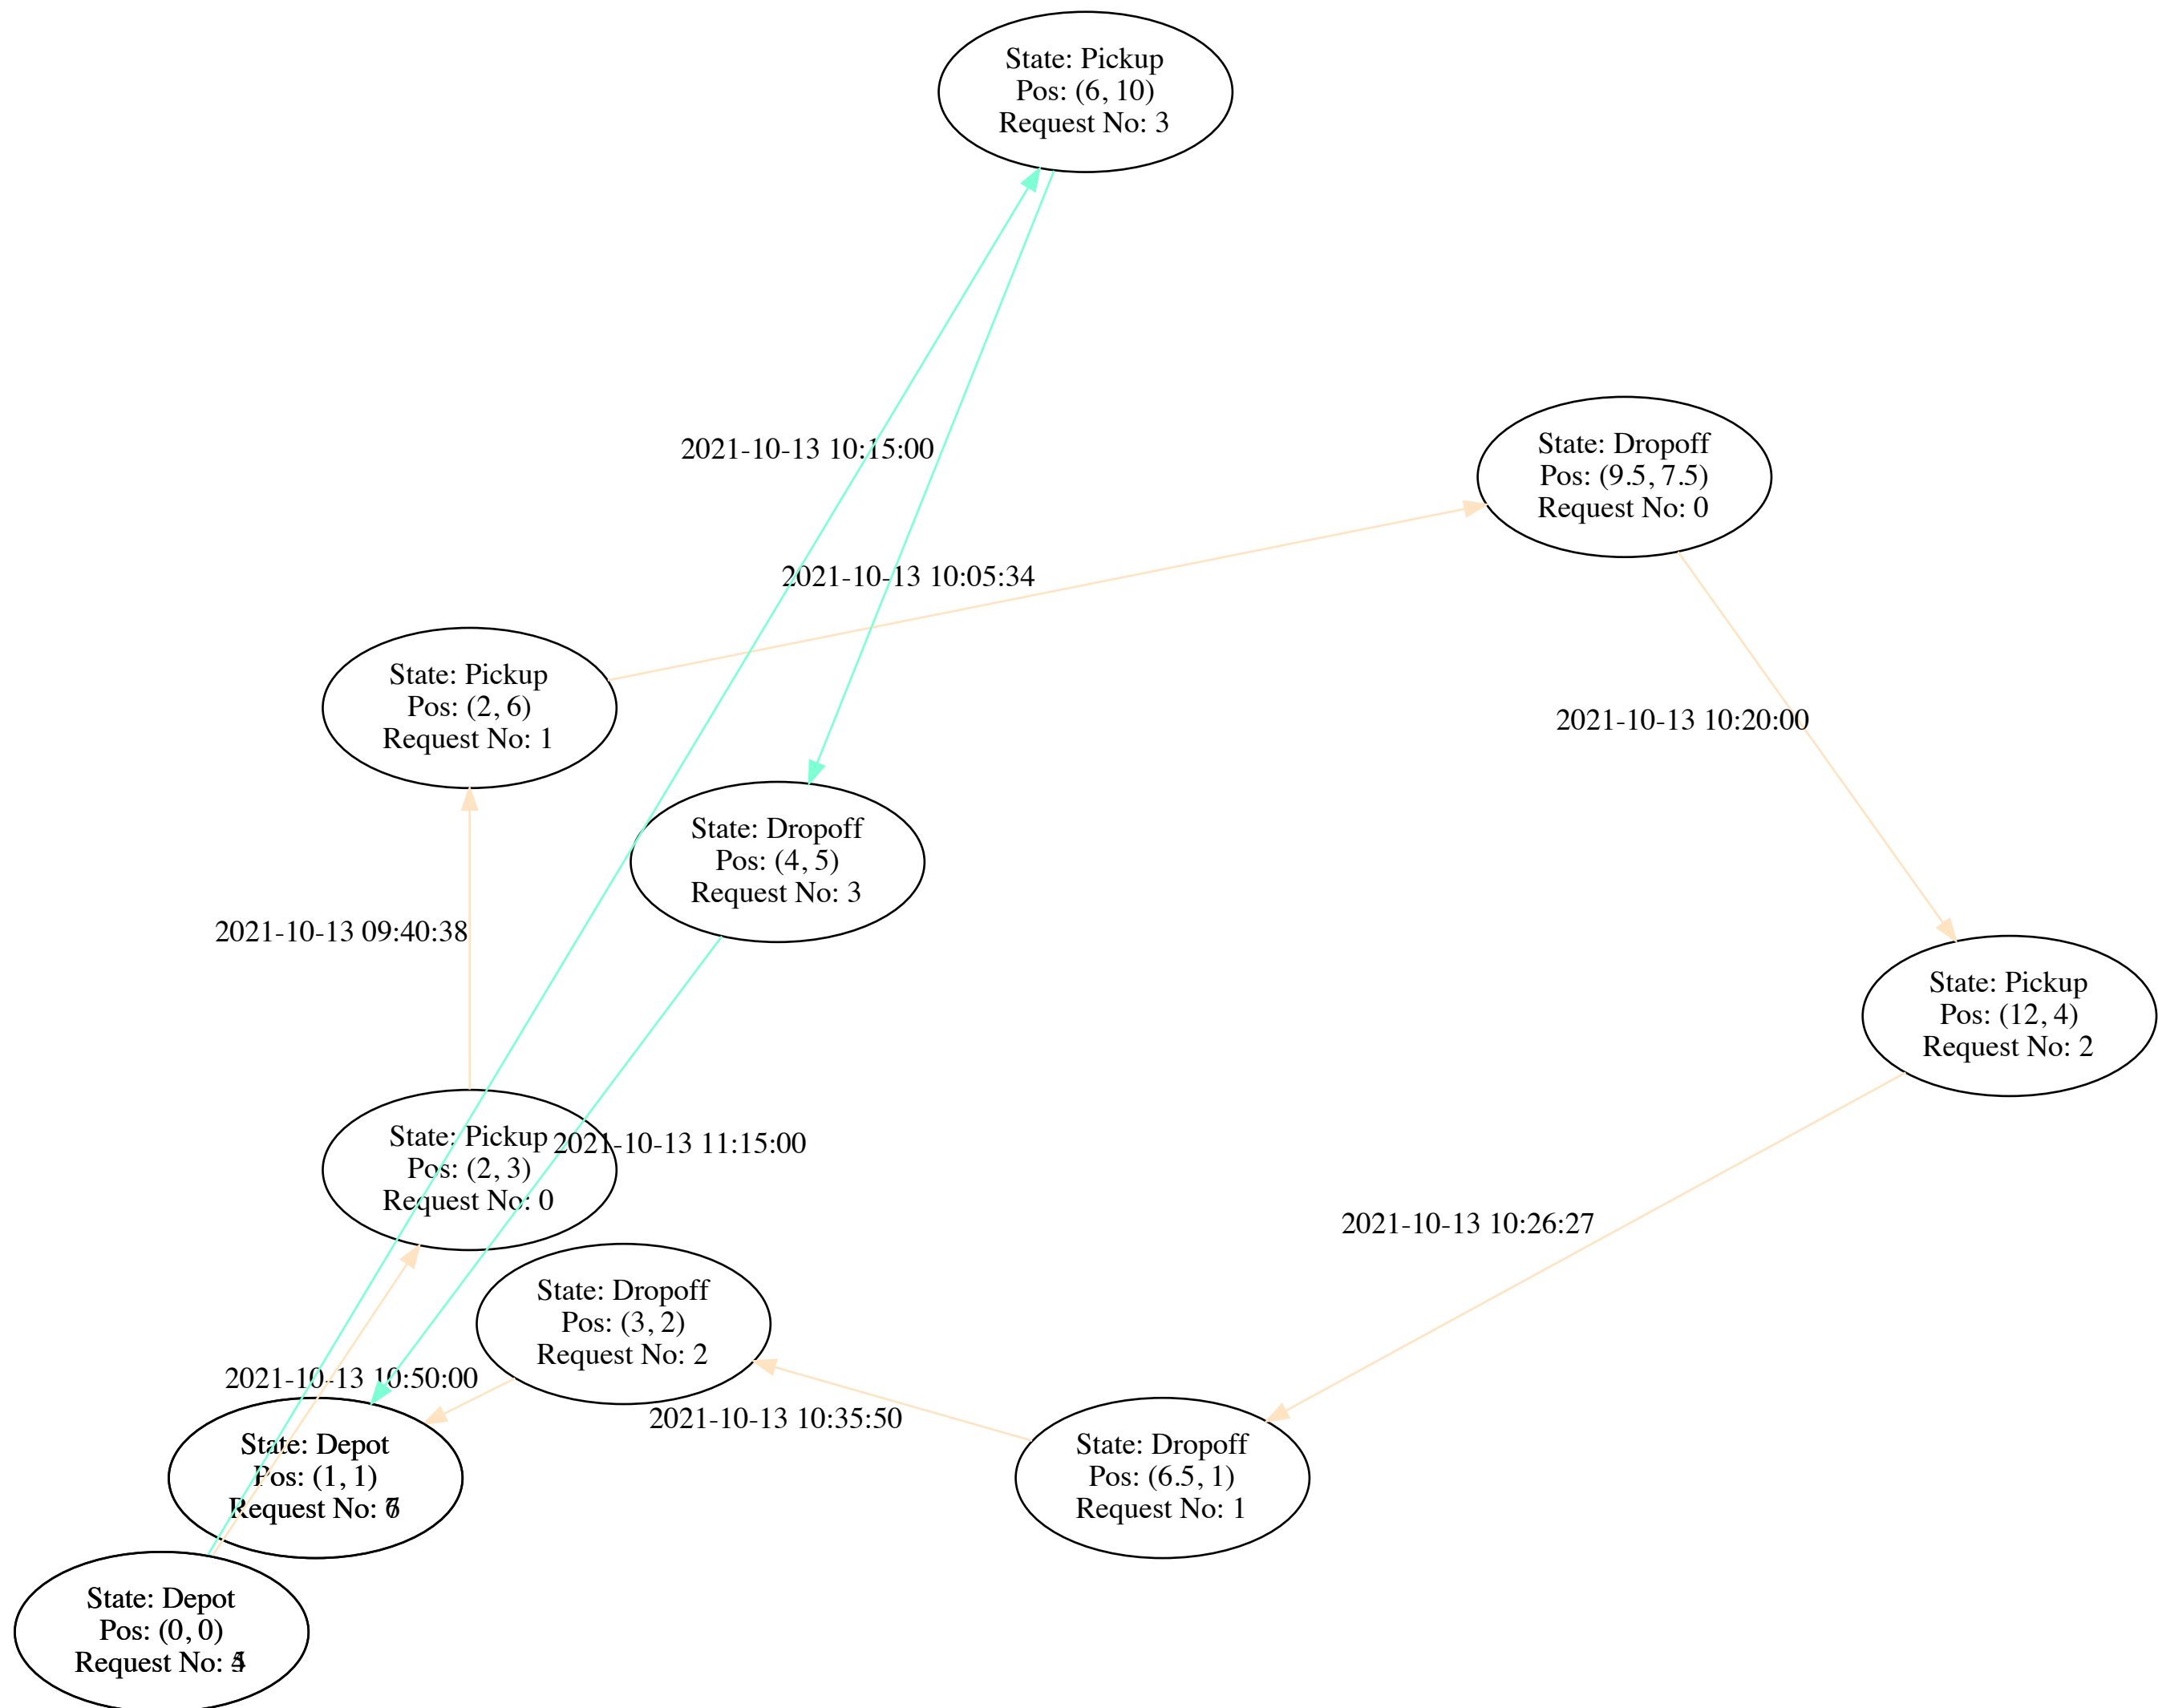 State: Pickup
Pos: (6, 10)
Request No: 3
State: Dropoff
Pos: (9.5, 7.5)
Request No: 0
2021-10-13 10:15:00
2021-10-13 10:05:34
State: Pickup
Pos: (2, 6)
Request No: 1
2021-10-13 10:20:00
State: Dropoff
Pos: (4, 5)
Request No: 3
2021-10-13 09:40:38
State: Pickup
Pos: (12, 4)
Request No: 2
State: Pickup
Pos: (2, 3)
Request No: 0
2021-10-13 11:15:00
2021-10-13 10:26:27
State: Dropoff
Pos: (3, 2)
Request No: 2
2021-10-13 10:50:00
2021-10-13 10:35:50
State: Depot
Pos: (1, 1)
Request No:
State: Dropoff
Pos: (6.5, 1)
Request No: 1
State: Depot
Pos: (0, 0)
Request No: